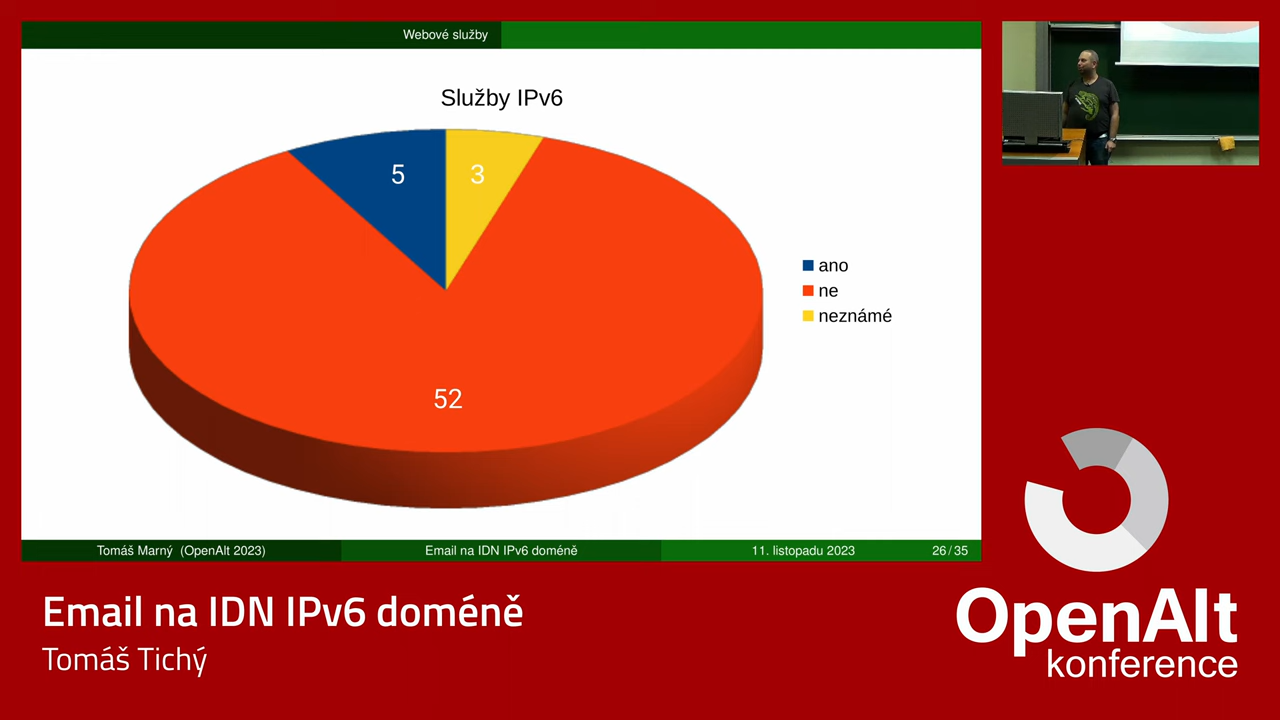 Webové služby
Služby IPv6
5
3
52
ano
ne
neznámé
Tomáš Marný (OpenAlt 2023)
Email na IDN IPv6 doméně
11. listopadu 2023
26 / 35
Email na IDN IPv6 doméně
Tomáš Tichý
OpenAlt
konference